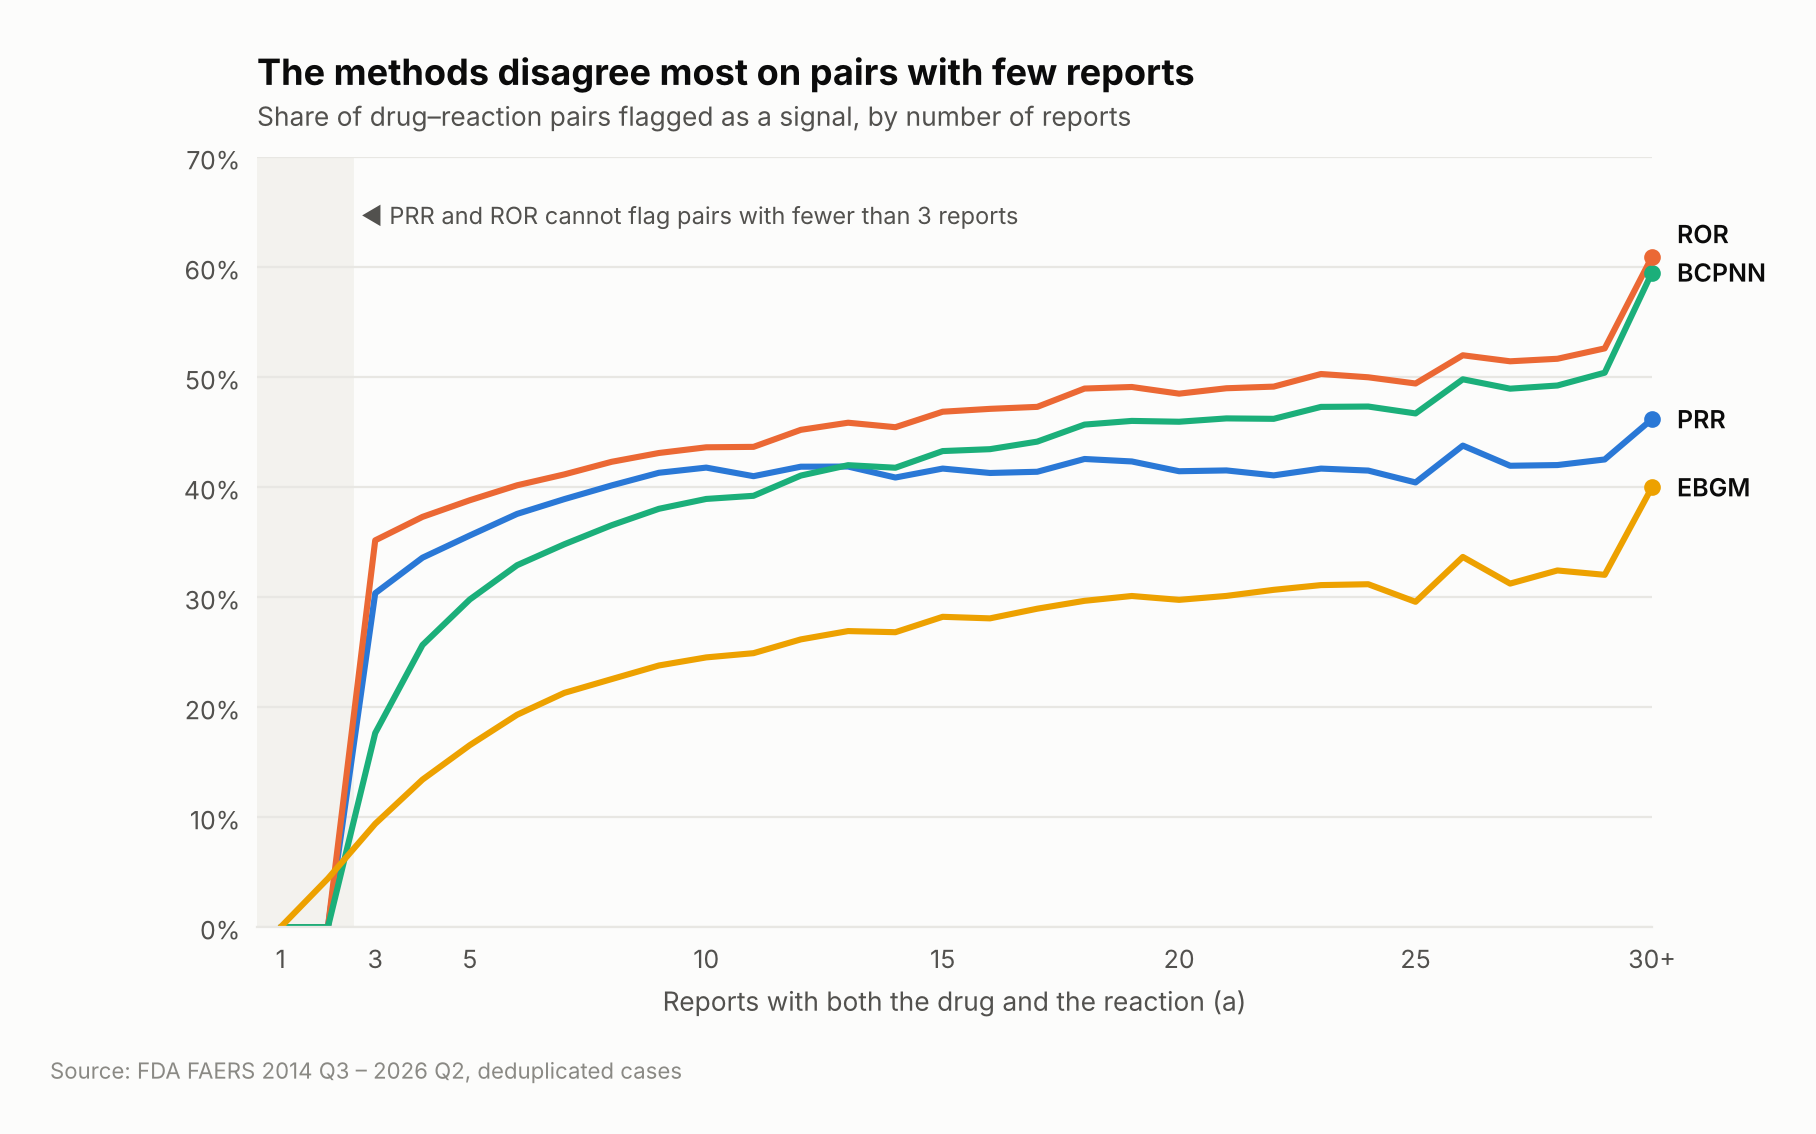 The methods disagree most on pairs with few reports
Share of drug–reaction pairs flagged as a signal, by number of reports
70%
◀ PRR and ROR cannot flag pairs with fewer than 3 reports
ROR
60%
BCPNN
50%
PRR
40%
EBGM
30%
20%
10%
0%
1 3 5 10 15 20 25 30+
Reports with both the drug and the reaction (a)
Source: FDA FAERS 2014 Q3 – 2026 Q2, deduplicated cases